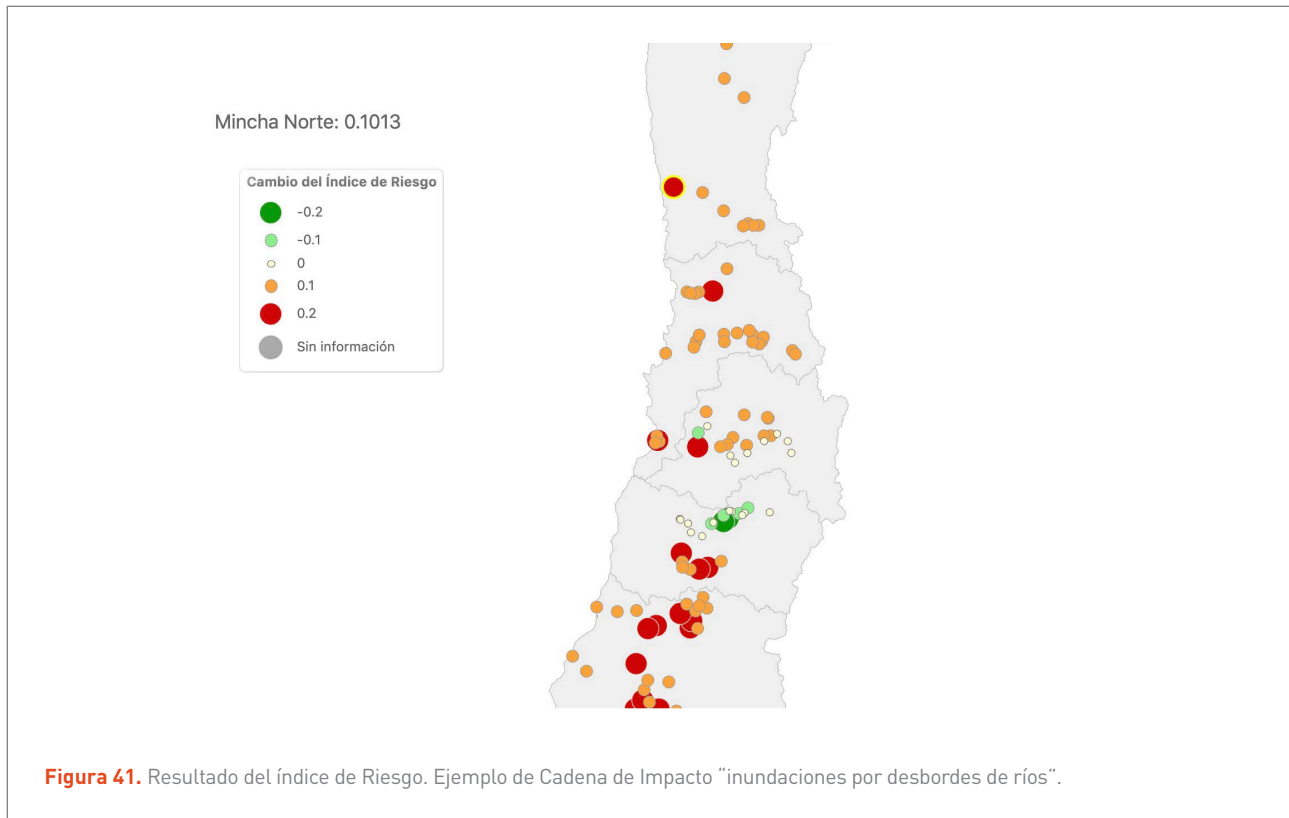 Mincha Norte: 0.1013
Cambio del Índice de Riesgo
-0.2
-0.1
0
0.1
0.2
Sin información
Figura 41. Resultado del índice de Riesgo. Ejemplo de Cadena de Impacto “inundaciones por desbordes de ríos”.